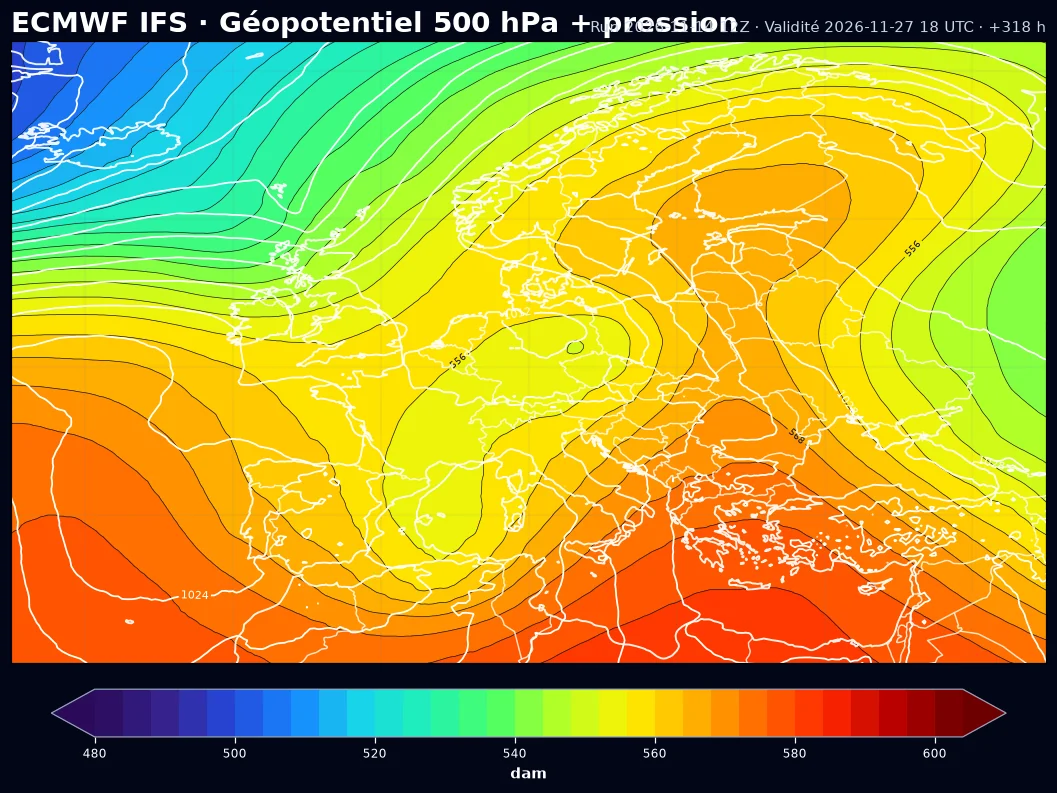 ECMWF IFS · Géopotentiel 500 hPa + pression
Validité 2026-11-27 18 UTC · +318 h
556
556
568
1024
480 500 520 540 560 580 600
dam